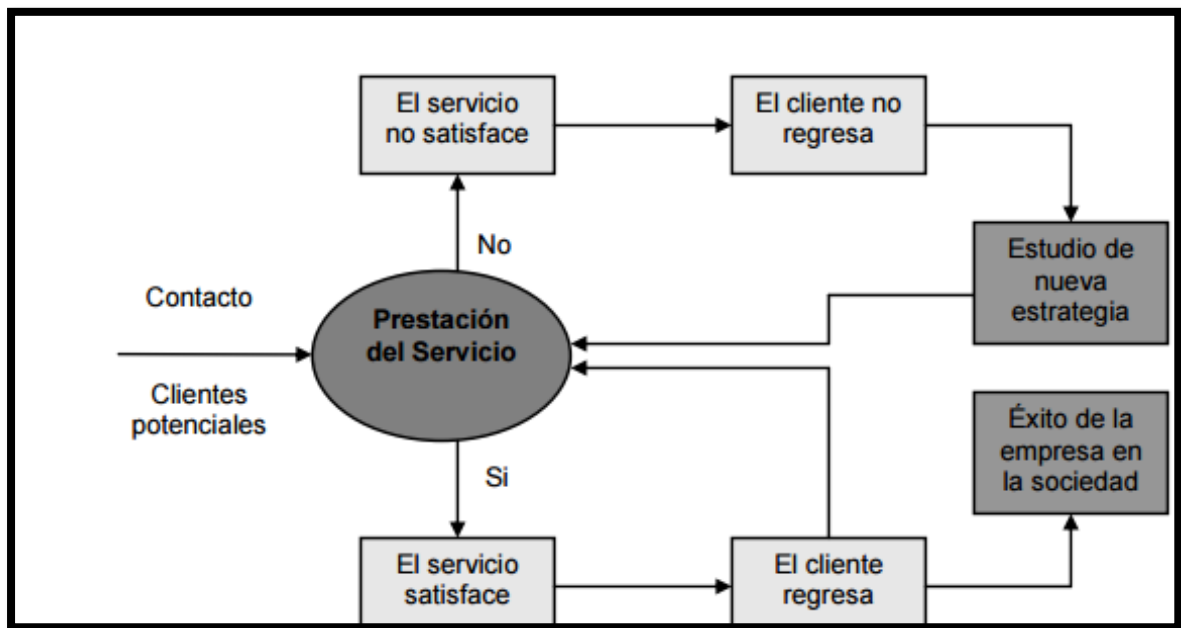 El servicio
no satisface
El cliente no
regresa
No
Estudio de
nueva
estrategia
Contacto
Prestación
del Servicio
Clientes
potenciales
Si
Éxito de la
empresa en
la sociedad
El servicio
satisface
El cliente
regresa